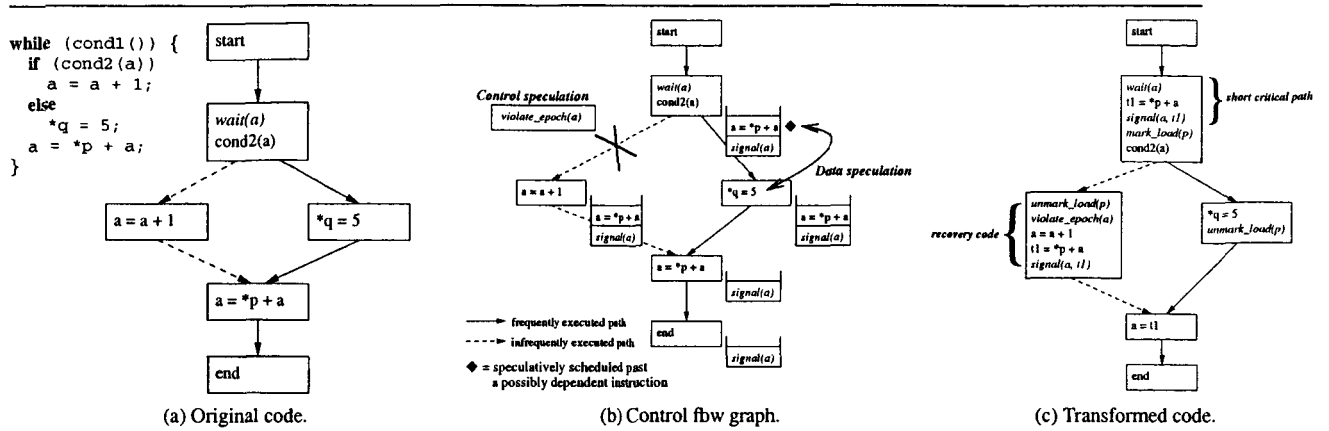 while (cond1()) {
if (cond2(a))
a = a + 1;
else
*q = 5;
a = *p + a;
}
start
wait(a)
cond2(a)
a = a + 1
*q = 5
a = *p + a
end
(a) Original code.
start
wait(a)
cond2(a)
Control speculation
violate_epoch(a)
a = *p + a
signal(a)
Data speculation
a = a + 1
a = *p + a
signal(a)
*q = 5
a = *p + a
signal(a)
a = *p + a
signal(a)
end
signal(a)
frequently executed path
infrequently executed path
◆ = speculatively scheduled past
a possibly dependent instruction
(b) Control fbw graph.
start
wait(a)
t1 = *p + a
signal(a, t1)
mark_load(p)
cond2(a)
short critical path
recovery code
unmark_load(p)
violate_epoch(a)
a = a + 1
t1 = *p + a
signal(a, t1)
*q = 5
unmark_load(p)
a = t1
end
(c) Transformed code.